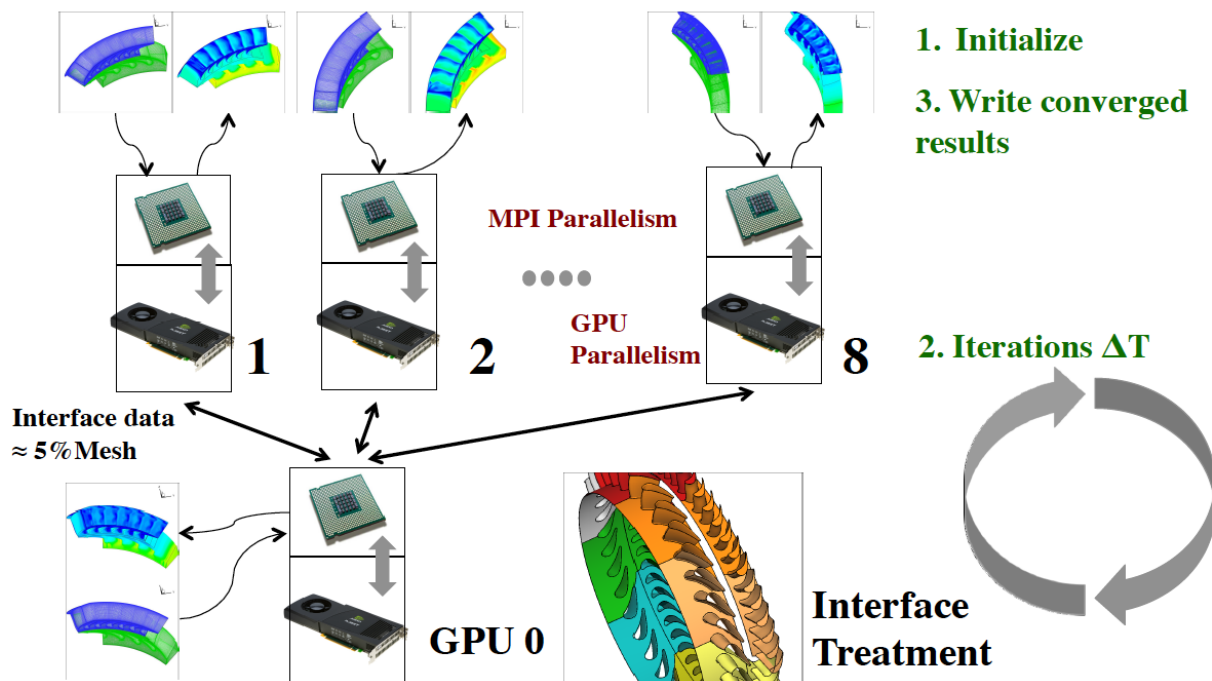 1. Initialize
3. Write converged
results
MPI Parallelism
GPU
Parallelism
1
2
8
2. Iterations ΔT
Interface data
≈ 5%Mesh
GPU 0
Interface
Treatment